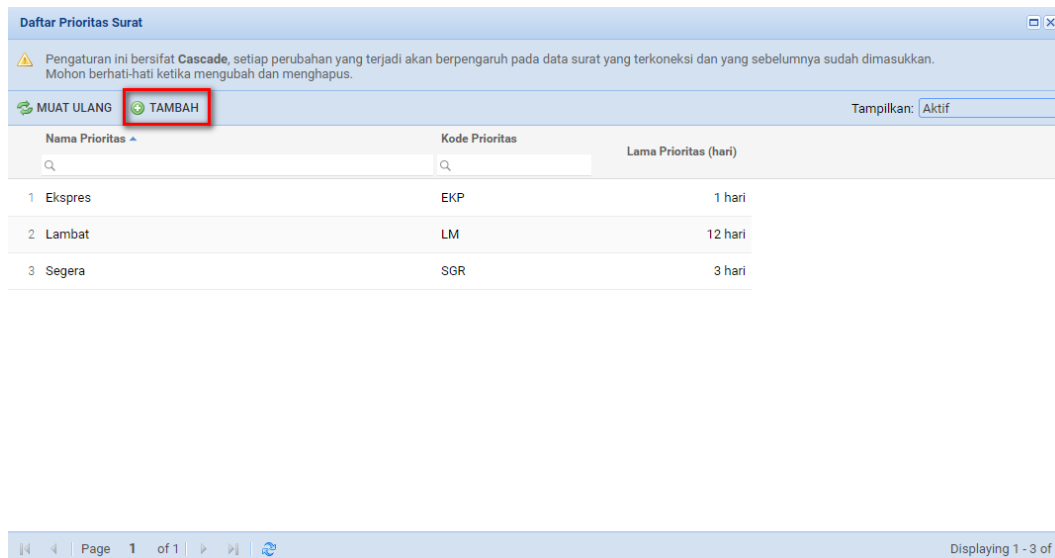 Daftar Prioritas Surat
Pengaturan ini bersifat Cascade, setiap perubahan yang terjadi akan berpengaruh pada data surat yang terkoneksi dan yang sebelumnya sudah dimasukkan.
Mohon berhati-hati ketika mengubah dan menghapus.
MUAT ULANG TAMBAH Tampilkan: Aktif
Nama Prioritas Kode Prioritas Lama Prioritas (hari)
1 Ekspres EKP 1 hari
2 Lambat LM 12 hari
3 Segera SGR 3 hari
Page 1 of 1 Displaying 1 - 3 of